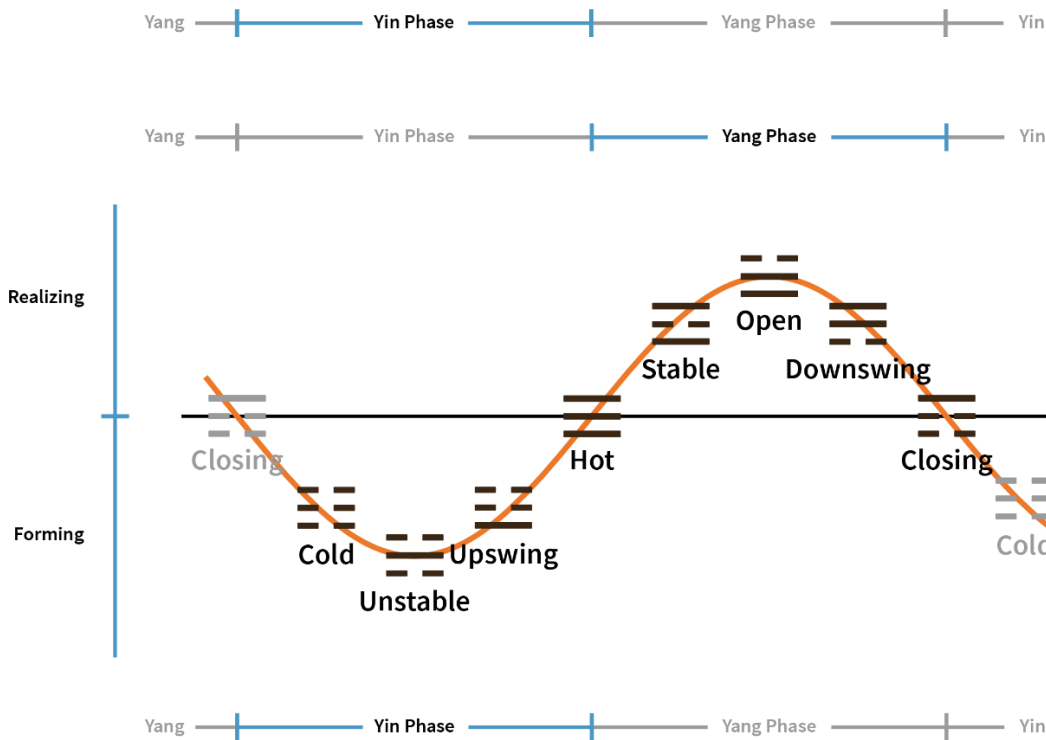 Yang Yin Phase Yang Phase Yin
Yang Yin Phase Yang Phase Yin
Realizing
Open
Stable Downswing
Closing Hot Closing
Forming
Cold Upswing Cold
Unstable
Yang Yin Phase Yang Phase Yin